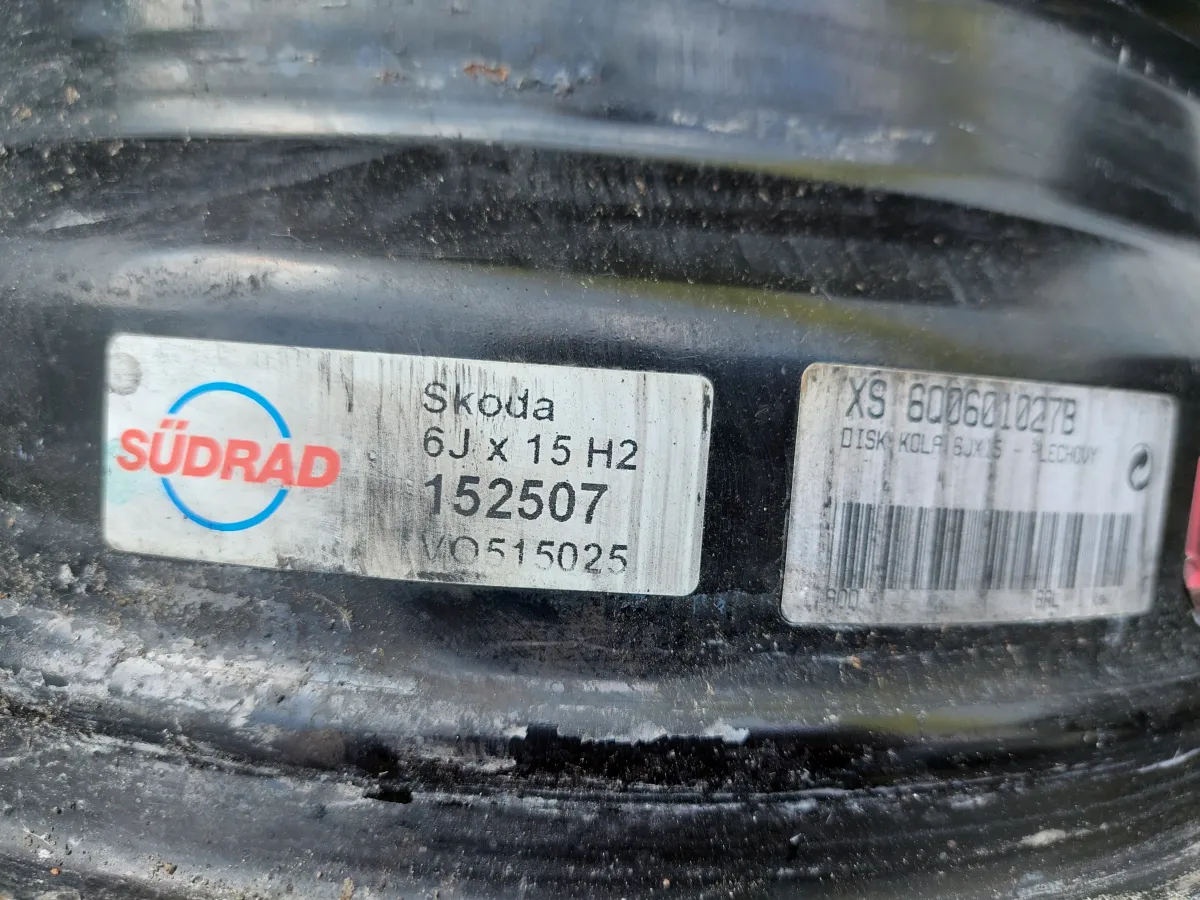 SÜDRAD
Skoda
6J x 15 H2
152507
VO515025
XS 6Q0601027B
DISK KOLA 6JX15 - PLECHOVY